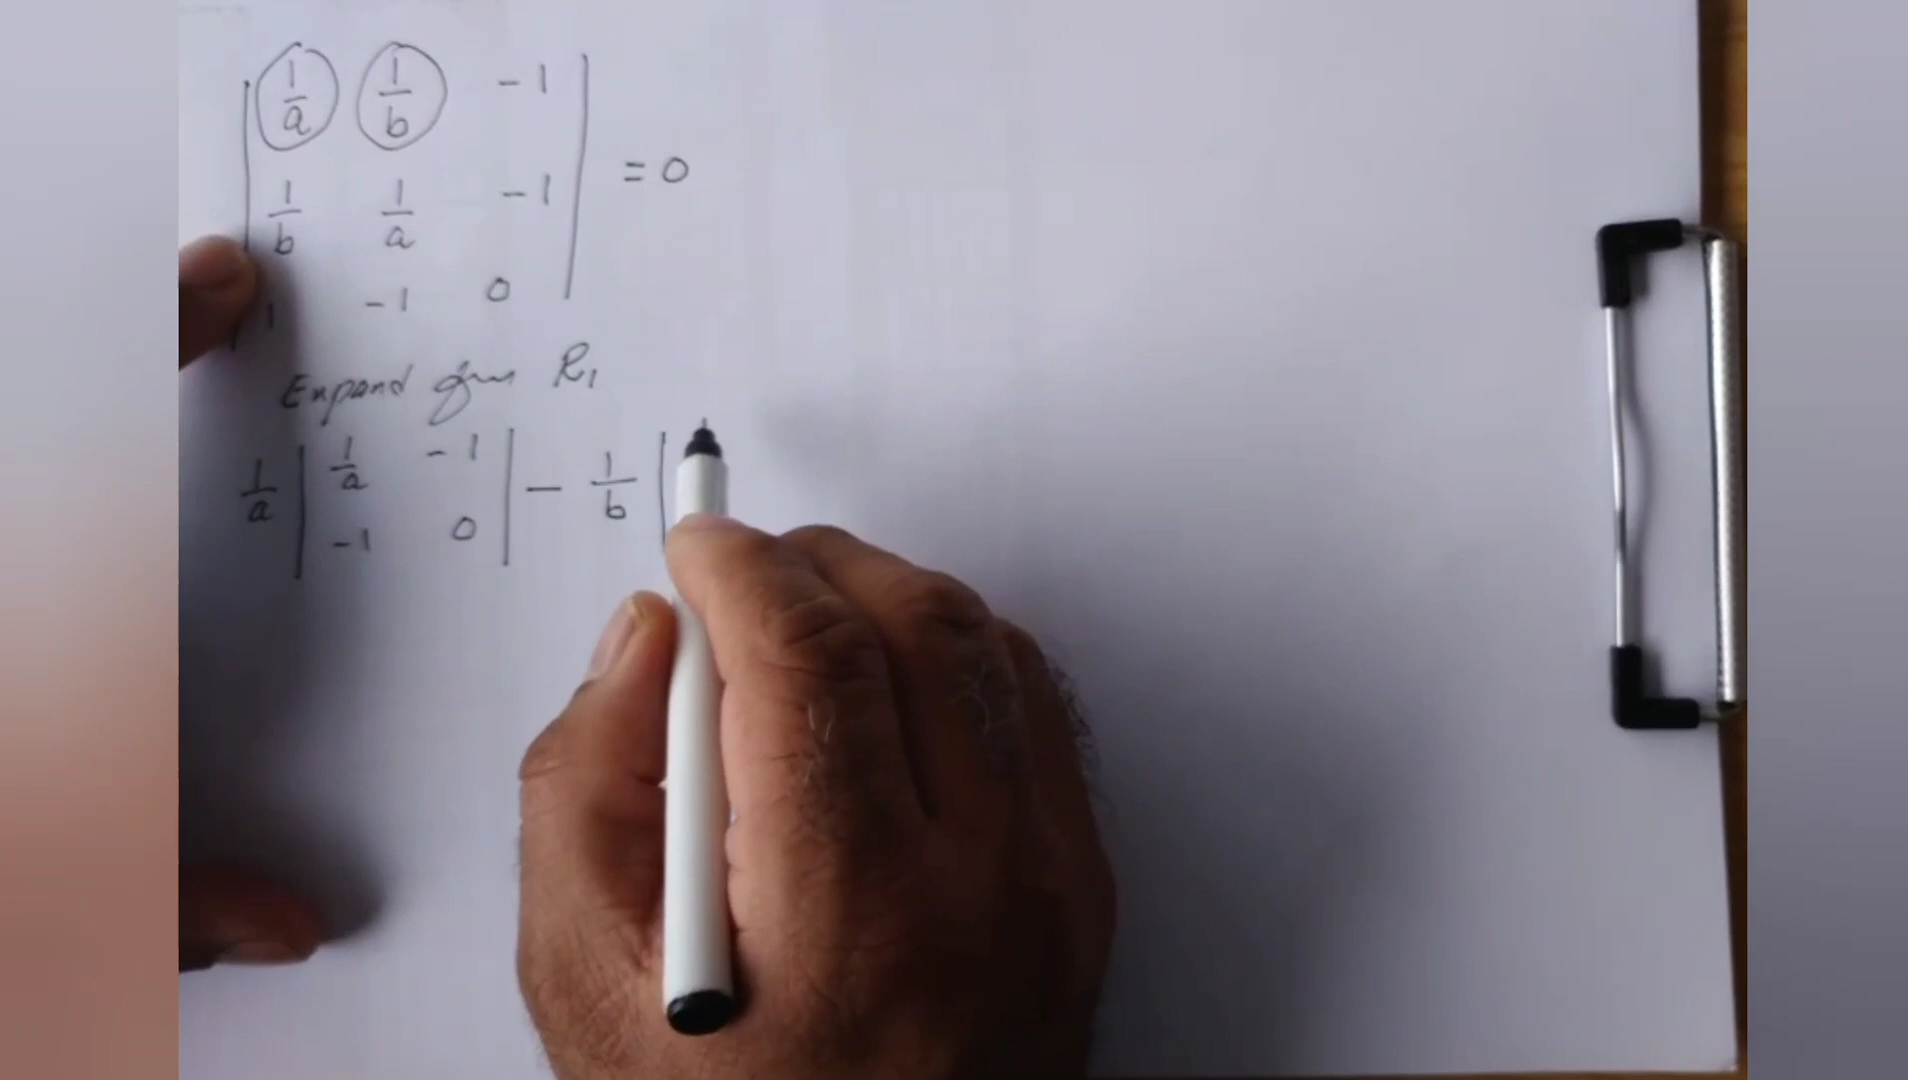 | 1/a 1/b -1 |
| 1/b 1/a -1 | = 0
| 1 -1 0 |
Expand from R₁
1/a | 1/a -1 | - 1/b |
| -1 0 |